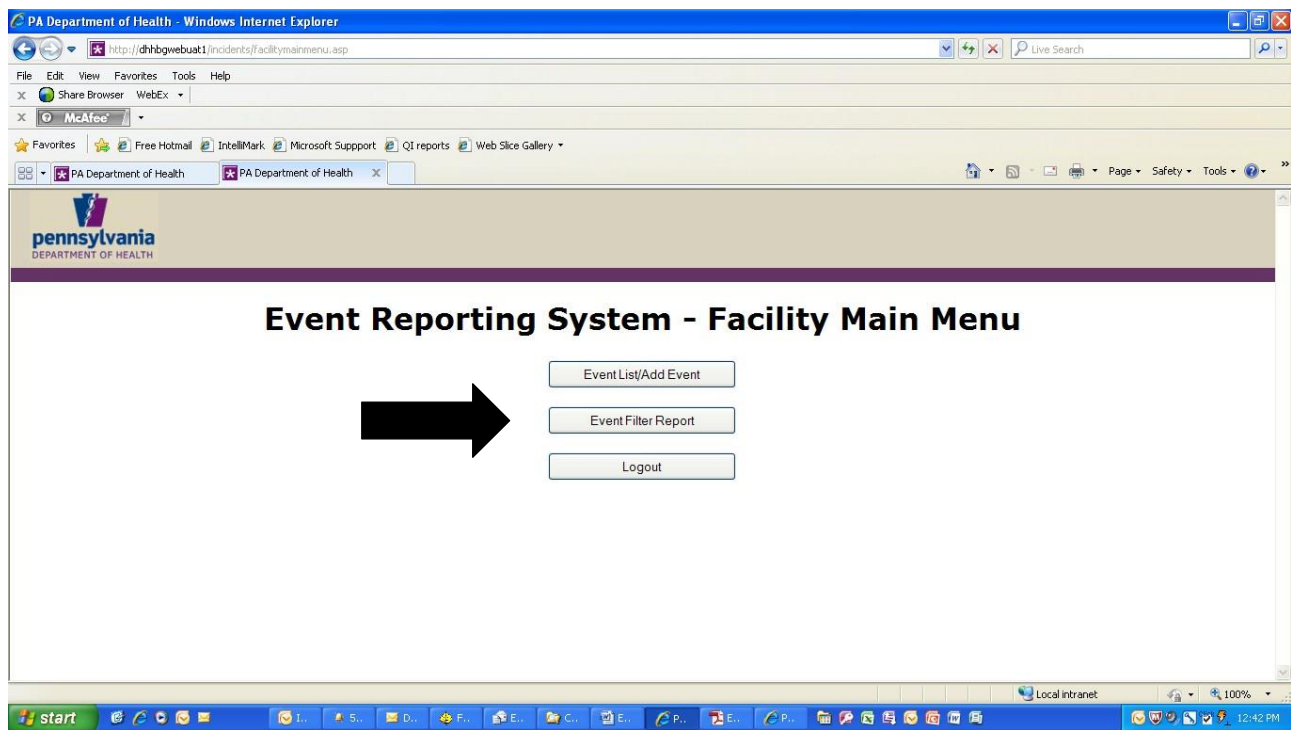 PA Department of Health - Windows Internet Explorer
http://dhhbgwebuat1/incidents/facilitymainmenu.asp
Live Search
File Edit View Favorites Tools Help
x Share Browser WebEx
x McAfee
Favorites Free Hotmail IntelliMark Microsoft Suppport QI reports Web Slice Gallery
PA Department of Health PA Department of Health X Page Safety Tools »
pennsylvania
DEPARTMENT OF HEALTH
Event Reporting System - Facility Main Menu
Event List/Add Event
Event Filter Report
Logout
Local intranet 100%
start I.. 5.. D.. F.. E.. C.. E.. P.. E.. P.. 12:42 PM